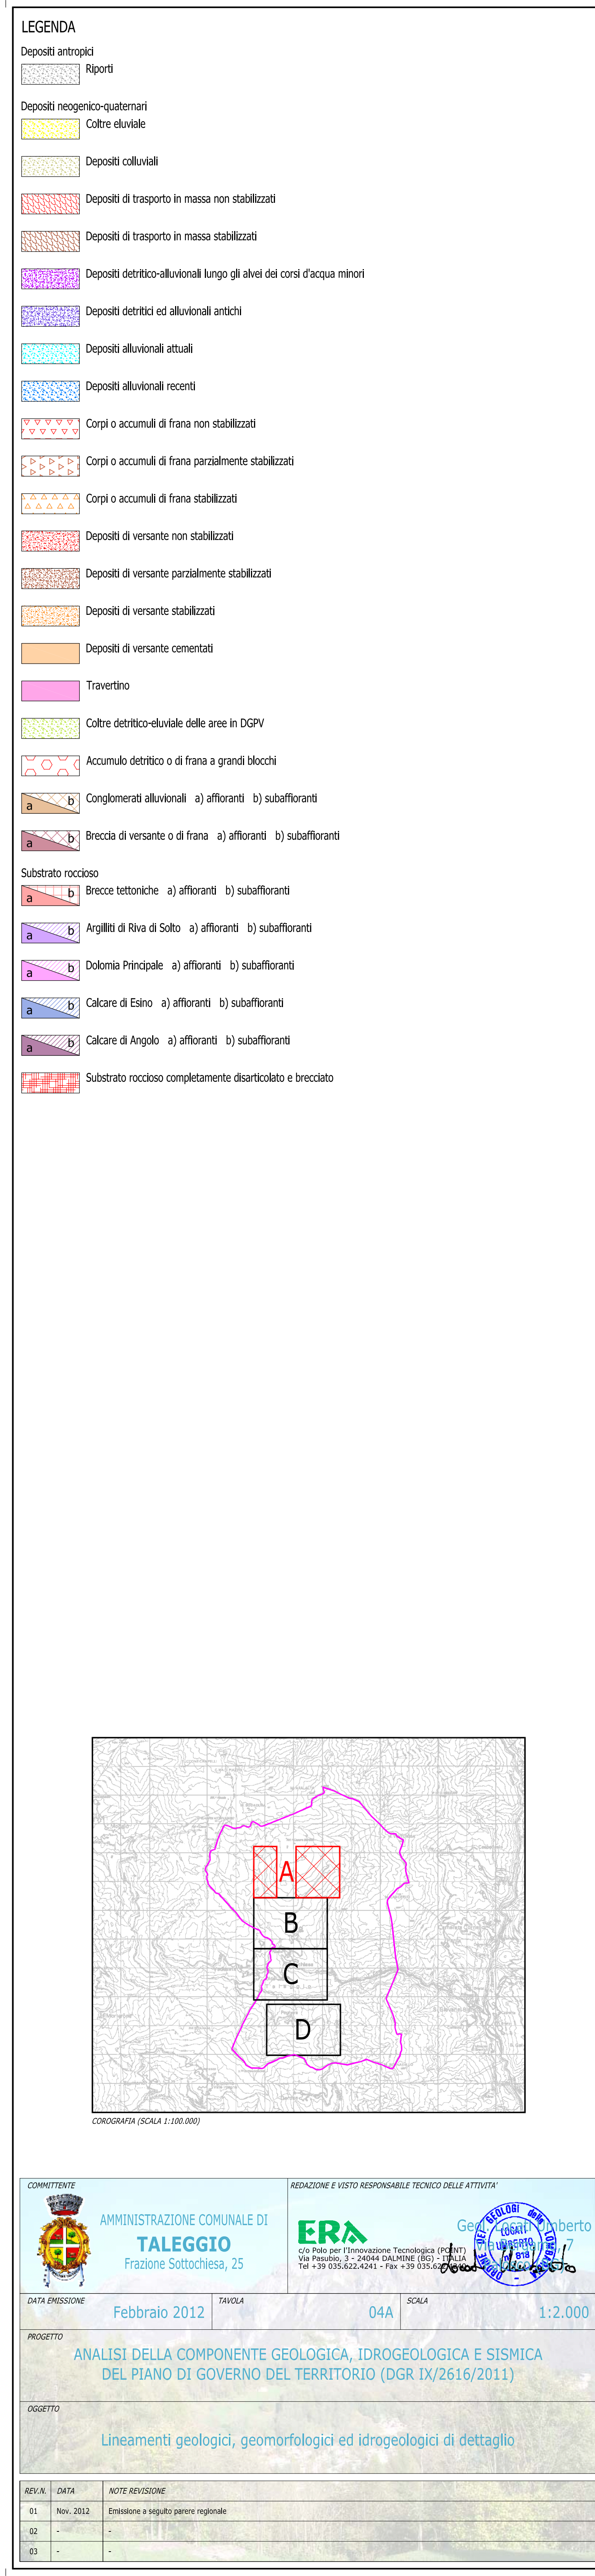 LEGENDA
Depositi antropici
Riporti
Depositi neogenico-quaternari
Coltre eluviale
Depositi colluviali
Depositi di trasporto in massa non stabilizzati
Depositi di trasporto in massa stabilizzati
Depositi detritico-alluvionali lungo gli alvei dei corsi d'acqua minori
Depositi detritici ed alluvionali antichi
Depositi alluvionali attuali
Depositi alluvionali recenti
Corpi o accumuli di frana non stabilizzati
Corpi o accumuli di frana parzialmente stabilizzati
Corpi o accumuli di frana stabilizzati
Depositi di versante non stabilizzati
Depositi di versante parzialmente stabilizzati
Depositi di versante stabilizzati
Depositi di versante cementati
Travertino
Coltre detritico-eluviale delle aree in DGPV
Accumulo detritico o di frana a grandi blocchi
a b Conglomerati alluvionali a) affioranti b) subaffioranti
a b Breccia di versante o di frana a) affioranti b) subaffioranti
Substrato roccioso
a b Brecce tettoniche a) affioranti b) subaffioranti
a b Argilliti di Riva di Solto a) affioranti b) subaffioranti
a b Dolomia Principale a) affioranti b) subaffioranti
a b Calcare di Esino a) affioranti b) subaffioranti
a b Calcare di Angolo a) affioranti b) subaffioranti
Substrato roccioso completamente disarticolato e brecciato
A
B
C
D
COROGRAFIA (SCALA 1:100.000)
COMMITTENTE
AMMINISTRAZIONE COMUNALE DI
TALEGGIO
Frazione Sottochiesa, 25
REDAZIONE E VISTO RESPONSABILE TECNICO DELLE ATTIVITA'
ERA
c/o Polo per l'Innovazione Tecnologica (POINT)
Via Pasubio, 3 - 24044 DALMINE (BG) - ITALIA
Tel +39 035.622.4241 - Fax +39 035.62
Geol. Locati Umberto
Via 7
LOCATI
UMBERTO
DATA EMISSIONE
Febbraio 2012
TAVOLA
04A
SCALA
1:2.000
PROGETTO
ANALISI DELLA COMPONENTE GEOLOGICA, IDROGEOLOGICA E SISMICA
DEL PIANO DI GOVERNO DEL TERRITORIO (DGR IX/2616/2011)
OGGETTO
Lineamenti geologici, geomorfologici ed idrogeologici di dettaglio
REV.N. DATA NOTE REVISIONE
01 Nov. 2012 Emissione a seguito parere regionale
02 - -
03 - -